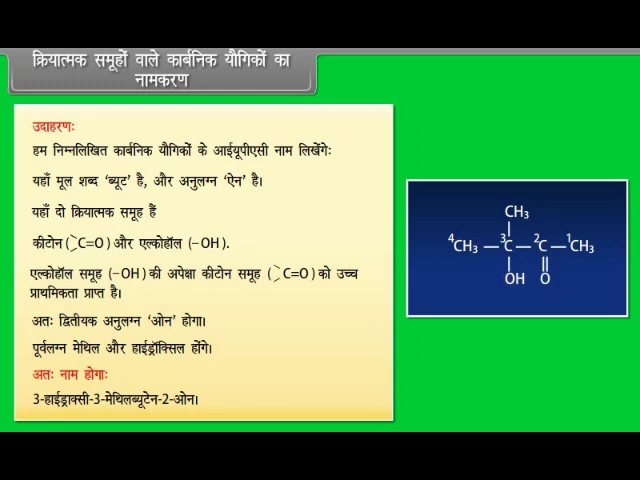 क्रियात्मक समूहों वाले कार्बनिक यौगिकों का
नामकरण
उदाहरणः
हम निम्नलिखित कार्बनिक यौगिकों के आईयूपीएसी नाम लिखेंगेः
यहाँ मूल शब्द ‘ब्यूट’ है, और अनुलग्न ‘ऐन’ है।
यहाँ दो क्रियात्मक समूह हैं
कीटोन(>C=O) और एल्कोहॉल (−OH).
एल्कोहॉल समूह (−OH) की अपेक्षा कीटोन समूह (>C=O) को उच्च
प्राथमिकता प्राप्त है।
अतः द्वितीयक अनुलग्न ‘ओन’ होगा।
पूर्वलग्न मेथिल और हाईड्रॉक्सिल होंगे।
अतः नाम होगाः
3-हाईड्राक्सी-3-मेथिलब्यूटेन-2-ओन।
CH₃
⁴CH₃ — ³C — ²C — ¹CH₃
OH O